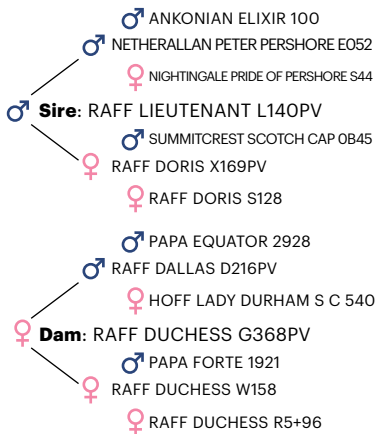 ANKONIAN ELIXIR 100
NETHERALLAN PETER PERSHORE E052
NIGHTINGALE PRIDE OF PERSHORE S44
Sire: RAFF LIEUTENANT L140PV
SUMMITCREST SCOTCH CAP 0B45
RAFF DORIS X169PV
RAFF DORIS S128
PAPA EQUATOR 2928
RAFF DALLAS D216PV
HOFF LADY DURHAM S C 540
Dam: RAFF DUCHESS G368PV
PAPA FORTE 1921
RAFF DUCHESS W158
RAFF DUCHESS R5+96